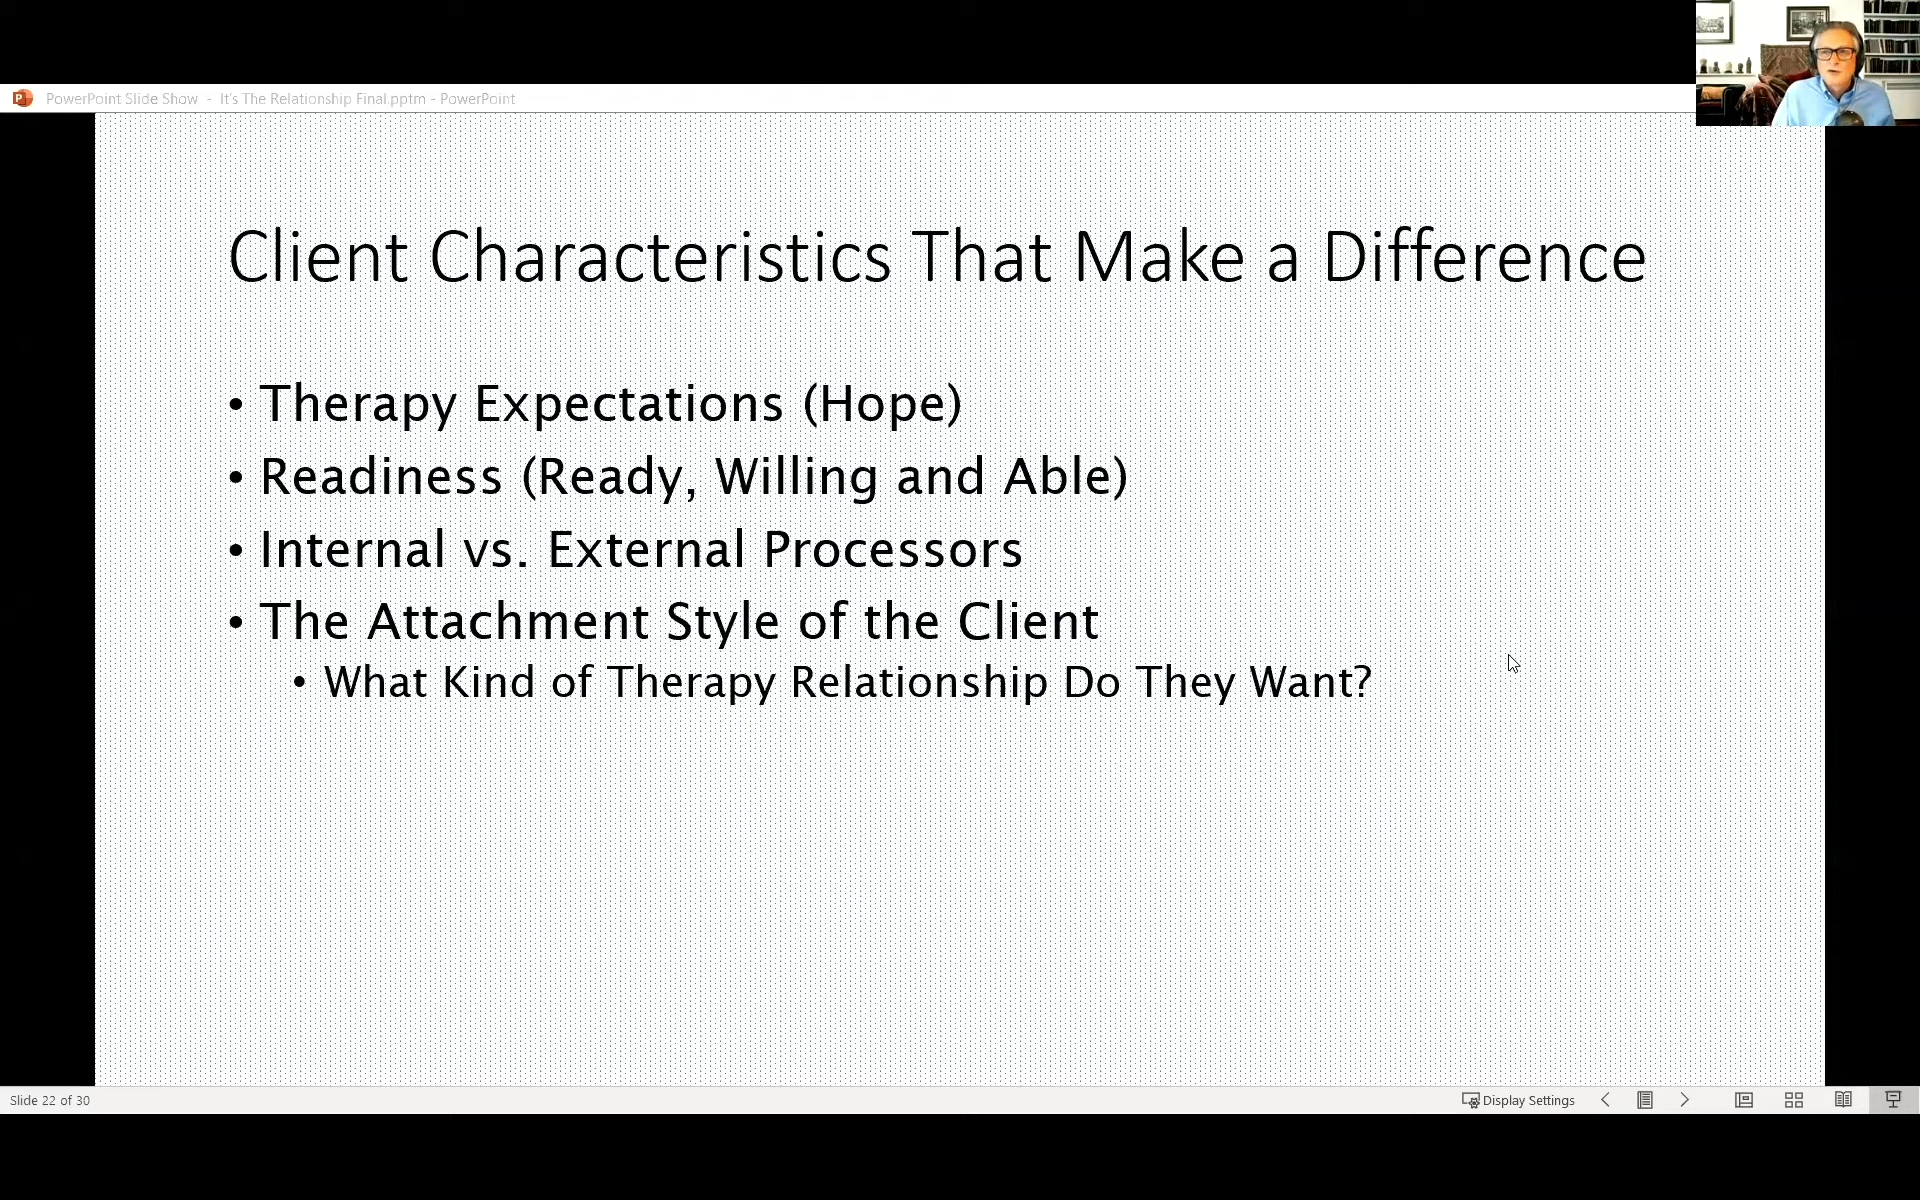 PowerPoint Slide Show - It's The Relationship Final.pptm - PowerPoint
Client Characteristics That Make a Difference
• Therapy Expectations (Hope)
• Readiness (Ready, Willing and Able)
• Internal vs. External Processors
• The Attachment Style of the Client
• What Kind of Therapy Relationship Do They Want?
Slide 22 of 30
Display Settings